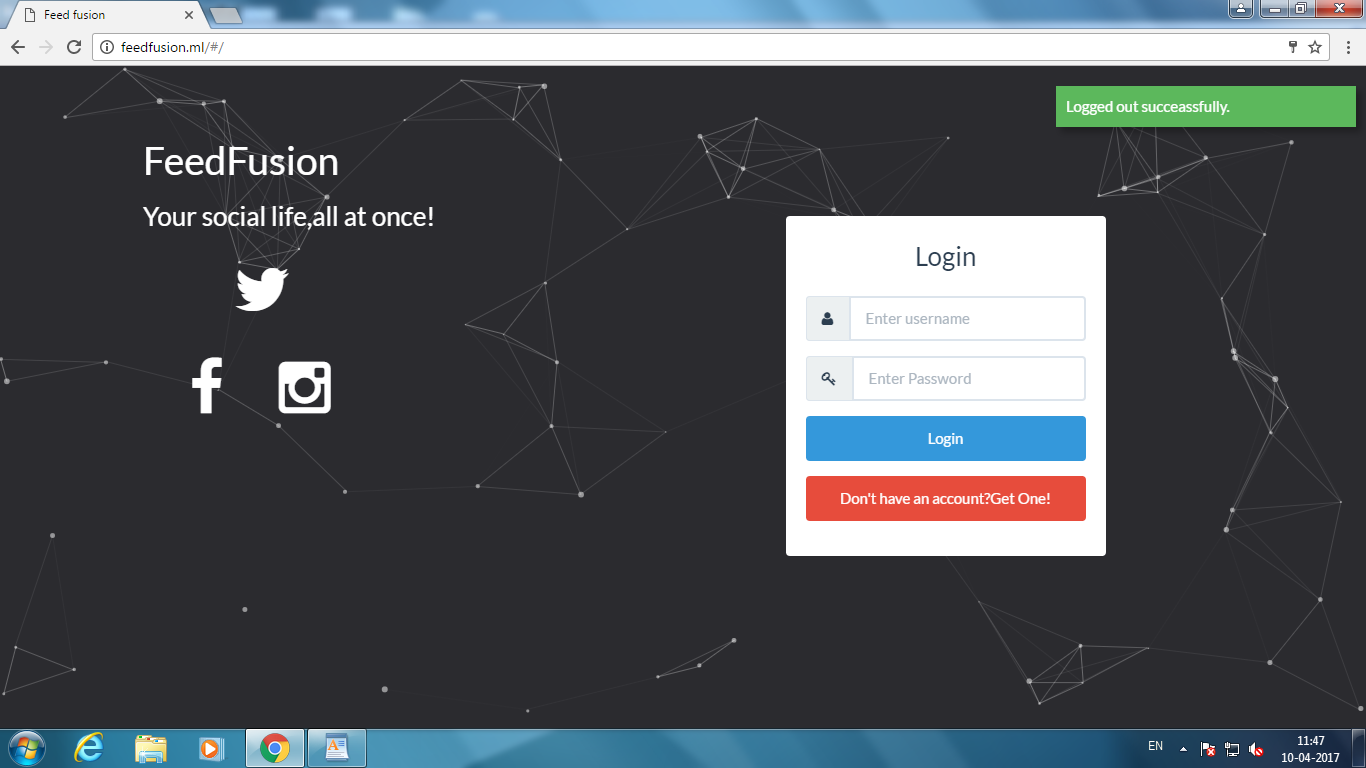 Feed fusion
feedfusion.ml/#/
Logged out succeassfully.
FeedFusion
Your social life,all at once!
Login
Enter username
Enter Password
Login
Don't have an account?Get One!
EN
11:47
10-04-2017